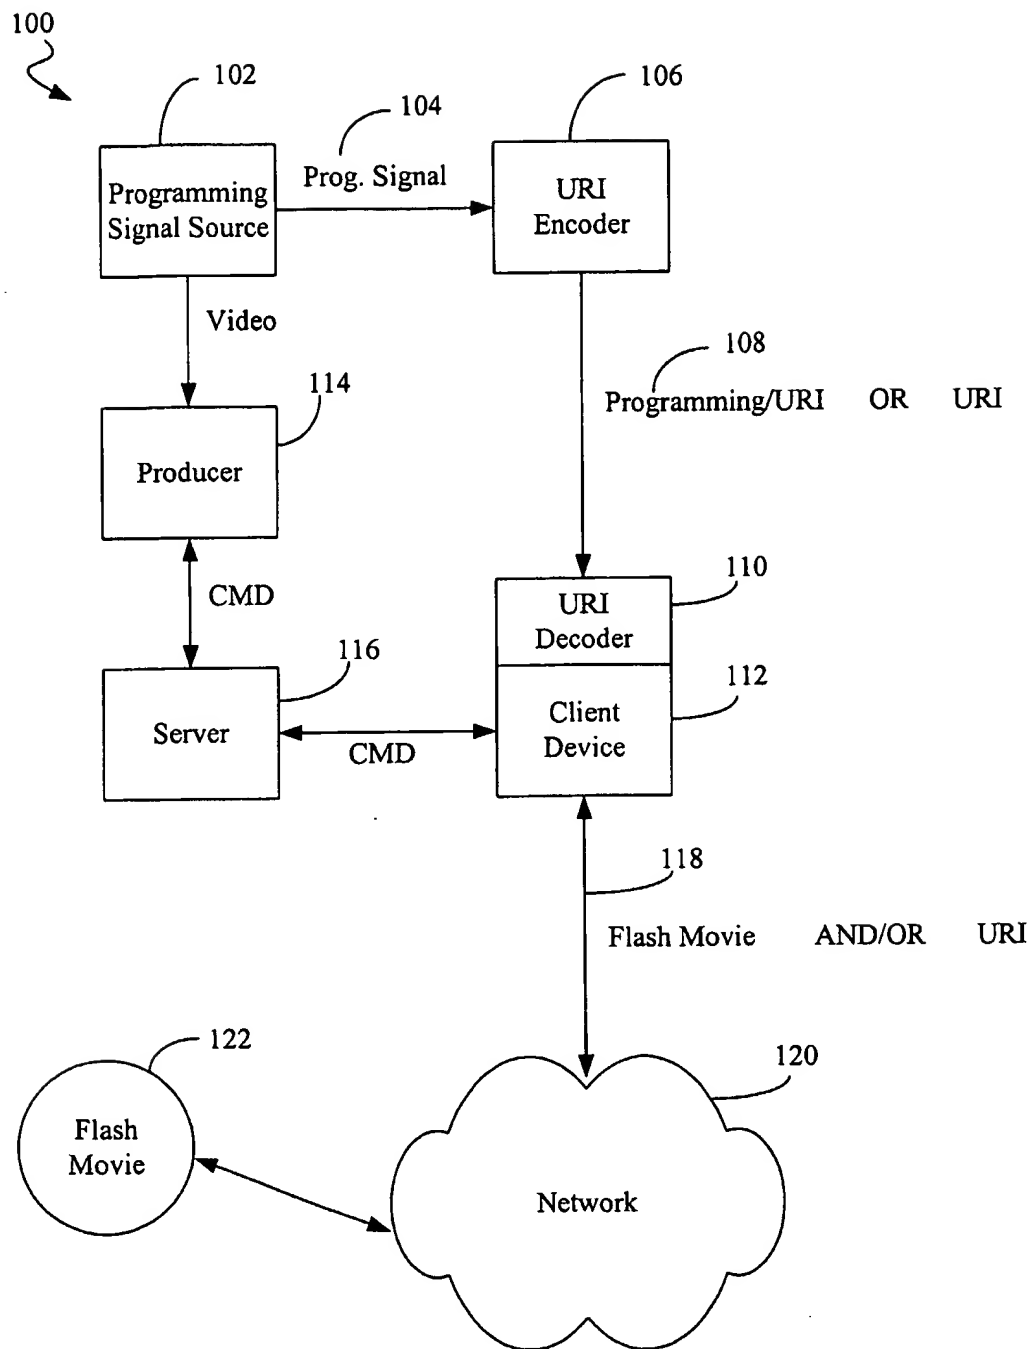 100
102
104
106
Programming
Signal Source
Prog. Signal
URI
Encoder
Video
108
Programming/URI OR URI
114
Producer
CMD
110
URI
Decoder
116
112
Server
CMD
Client
Device
118
Flash Movie AND/OR URI
122
120
Flash
Movie
Network